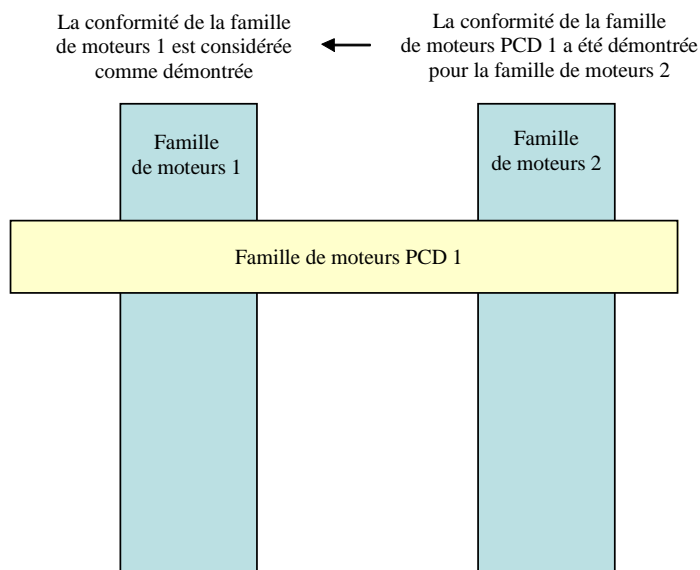 La conformité de la famille
de moteurs 1 est considérée
comme démontrée
La conformité de la famille
de moteurs PCD 1 a été démontrée
pour la famille de moteurs 2
Famille
de moteurs 1
Famille
de moteurs 2
Famille de moteurs PCD 1